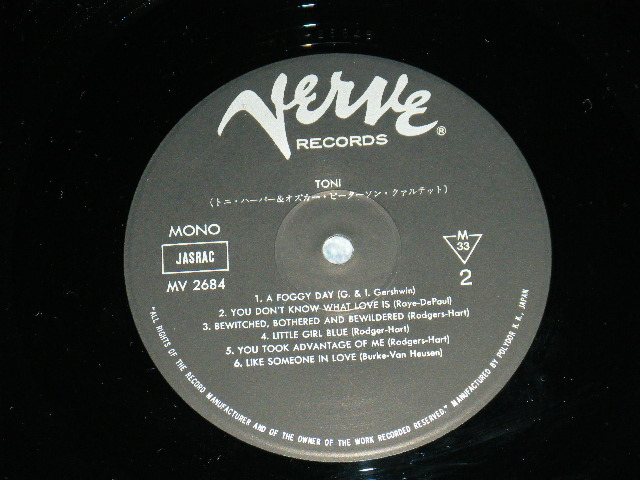 Verve ®
RECORDS
TONI
(トニ・ハーパー&オスカー・ピーターソン・クァルテット)
MONO
JASRAC
MV 2684
M
33
2
1. A FOGGY DAY (G. & I. Gershwin)
2. YOU DON'T KNOW WHAT LOVE IS (Raye-DePaul)
3. BEWITCHED, BOTHERED AND BEWILDERED (Rodgers-Hart)
4. LITTLE GIRL BLUE (Rodger-Hart)
5. YOU TOOK ADVANTAGE OF ME (Rodgers-Hart)
6. LIKE SOMEONE IN LOVE (Burke-Van Heusen)
"ALL RIGHTS OF THE RECORD MANUFACTURER AND OF THE OWNER OF THE WORK RECORDED RESERVED." MANUFACTURED BY POLYDOR K. K., JAPAN